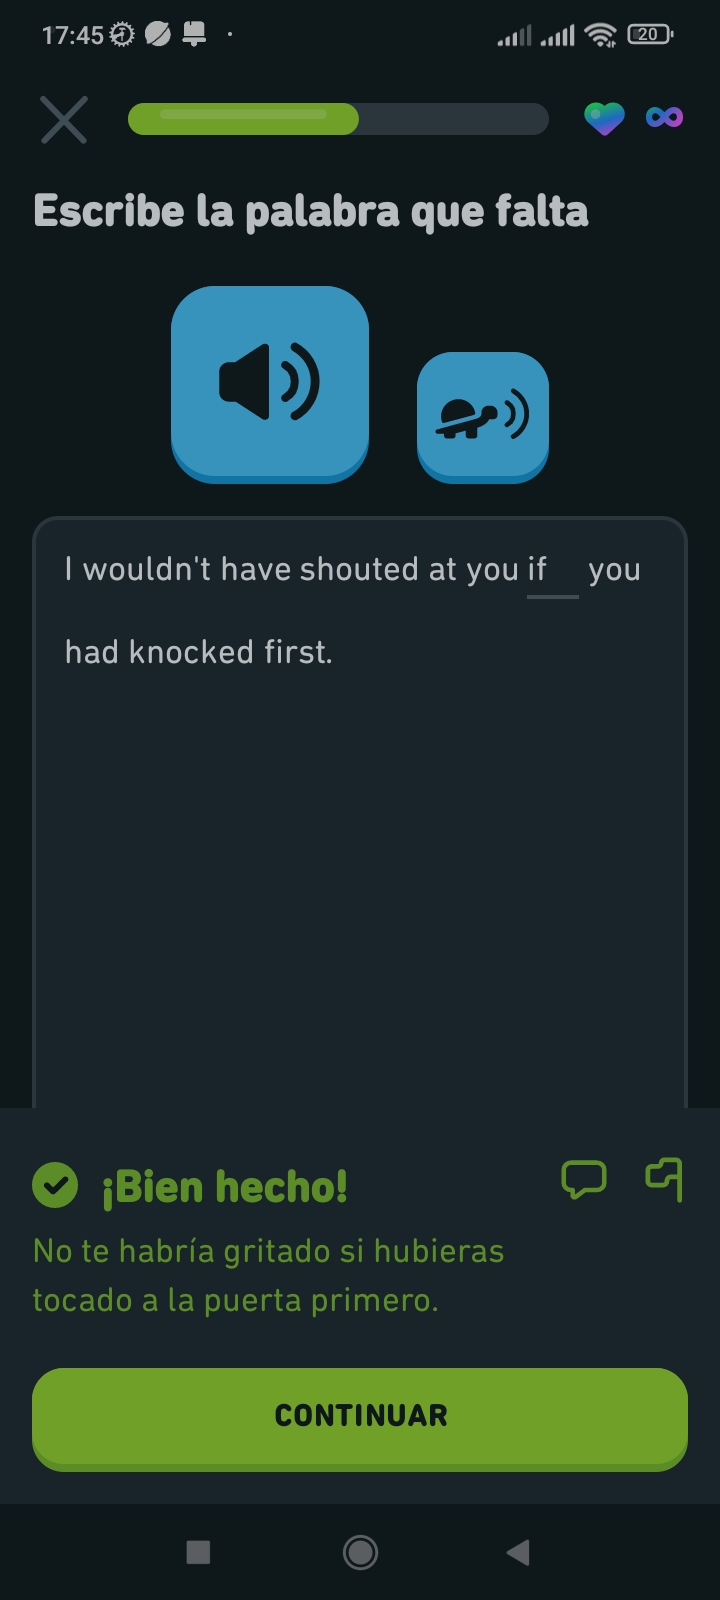 17:45
20
Escribe la palabra que falta
I wouldn't have shouted at you if you
had knocked first.
¡Bien hecho!
No te habría gritado si hubieras
tocado a la puerta primero.
CONTINUAR